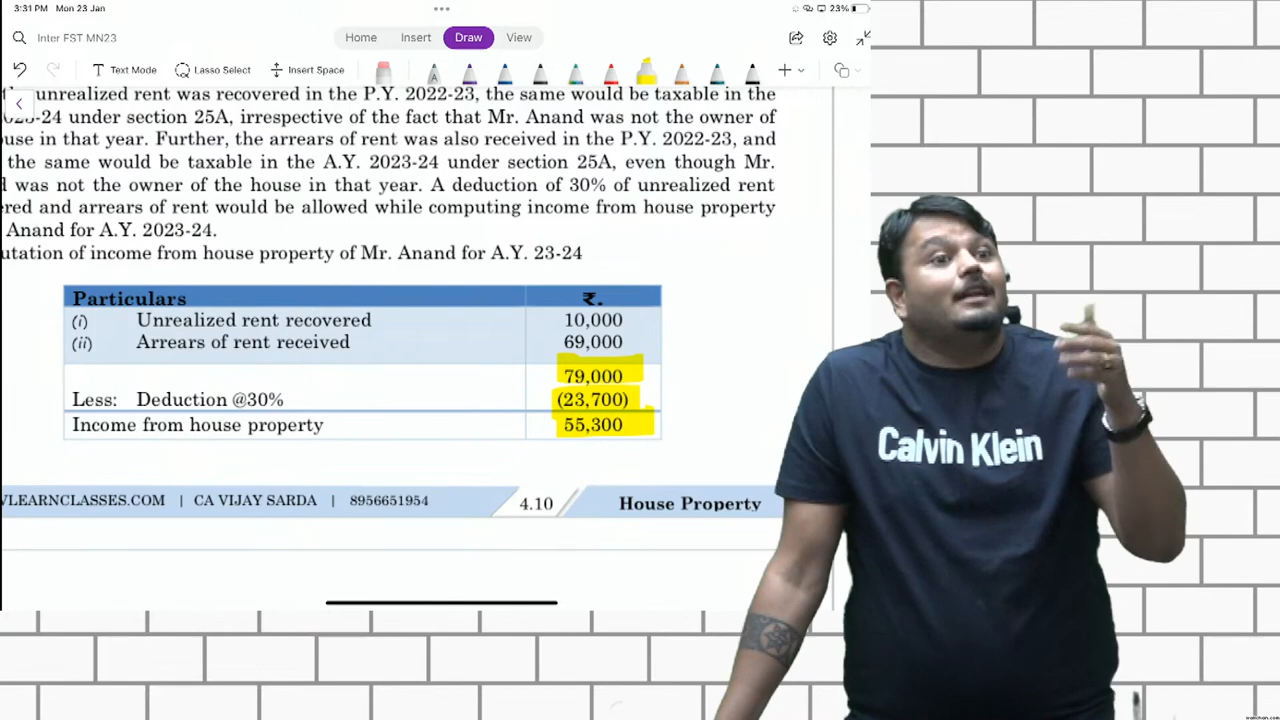 3:31 PM Mon 23 Jan
23%
Inter FST MN23
Home Insert Draw View
Text Mode Lasso Select Insert Space
unrealized rent was recovered in the P.Y. 2022-23, the same would be taxable in the
-24 under section 25A, irrespective of the fact that Mr. Anand was not the owner of
use in that year. Further, the arrears of rent was also received in the P.Y. 2022-23, and
the same would be taxable in the A.Y. 2023-24 under section 25A, even though Mr.
d was not the owner of the house in that year. A deduction of 30% of unrealized rent
ered and arrears of rent would be allowed while computing income from house property
Anand for A.Y. 2023-24.
utation of income from house property of Mr. Anand for A.Y. 23-24
Particulars ₹.
(i) Unrealized rent recovered 10,000
(ii) Arrears of rent received 69,000
79,000
Less: Deduction @30% (23,700)
Income from house property 55,300
VLEARNCLASSES.COM | CA VIJAY SARDA | 8956651954 4.10 House Property
Calvin Klein